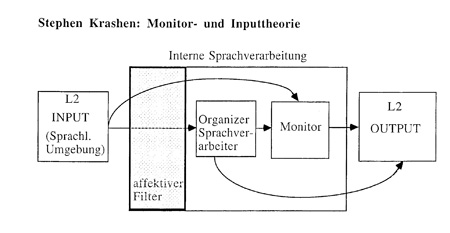 Stephen Krashen: Monitor- und Inputtheorie
Interne Sprachverarbeitung
L2
INPUT
(Sprachl.
Umgebung)
affektiver
Filter
Organizer
Sprachver-
arbeiter
Monitor
L2
OUTPUT